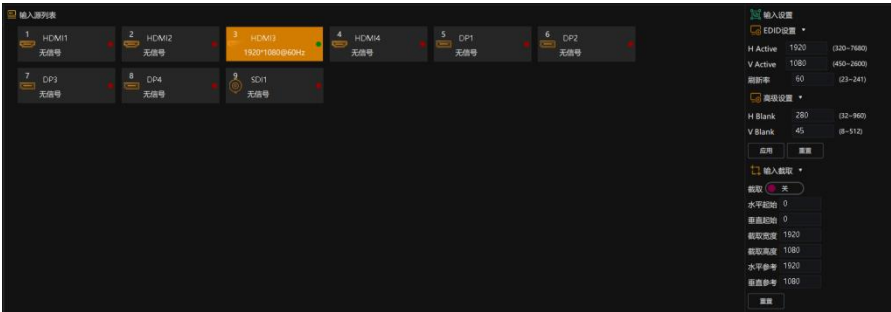 输入源列表
1 HDMI1
无信号
2 HDMI2
无信号
3 HDMI3
1920*1080@60Hz
4 HDMI4
无信号
5 DP1
无信号
6 DP2
无信号
7 DP3
无信号
8 DP4
无信号
9 SDI1
无信号
输入设置
EDID设置
H Active 1920 (320~7680)
V Active 1080 (450~2600)
刷新率 60 (23~241)
高级设置
H Blank 280 (32~960)
V Blank 45 (8~512)
应用 重置
输入截取
截取 关
水平起始 0
垂直起始 0
截取宽度 1920
截取高度 1080
水平参考 1920
垂直参考 1080
重置